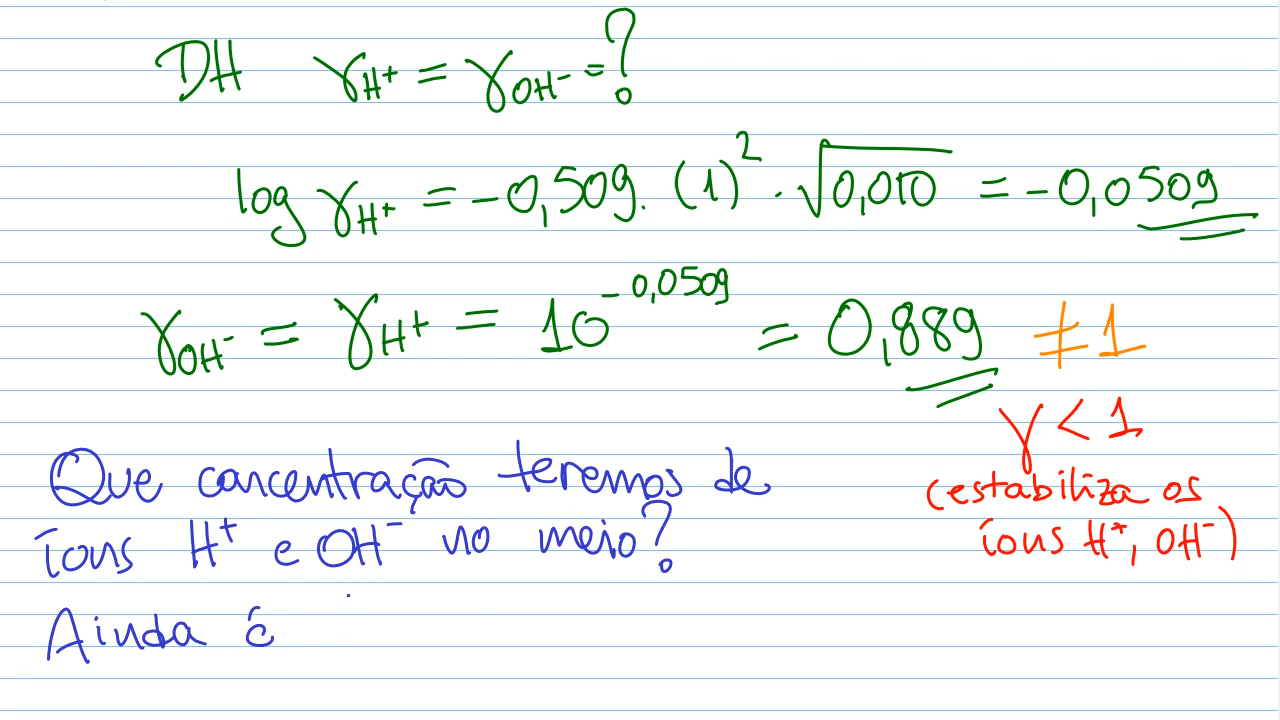 DH γH⁺ = γOH⁻ = ?
log γH⁺ = -0,509 . (1)² . √0,010 = -0,0509
γOH⁻ = γH⁺ = 10^-0,0509 = 0,889 ≠ 1
γ < 1
(estabiliza os
íons H⁺, OH⁻)
Que concentração teremos de
íons H⁺ e OH⁻ no meio?
Ainda é